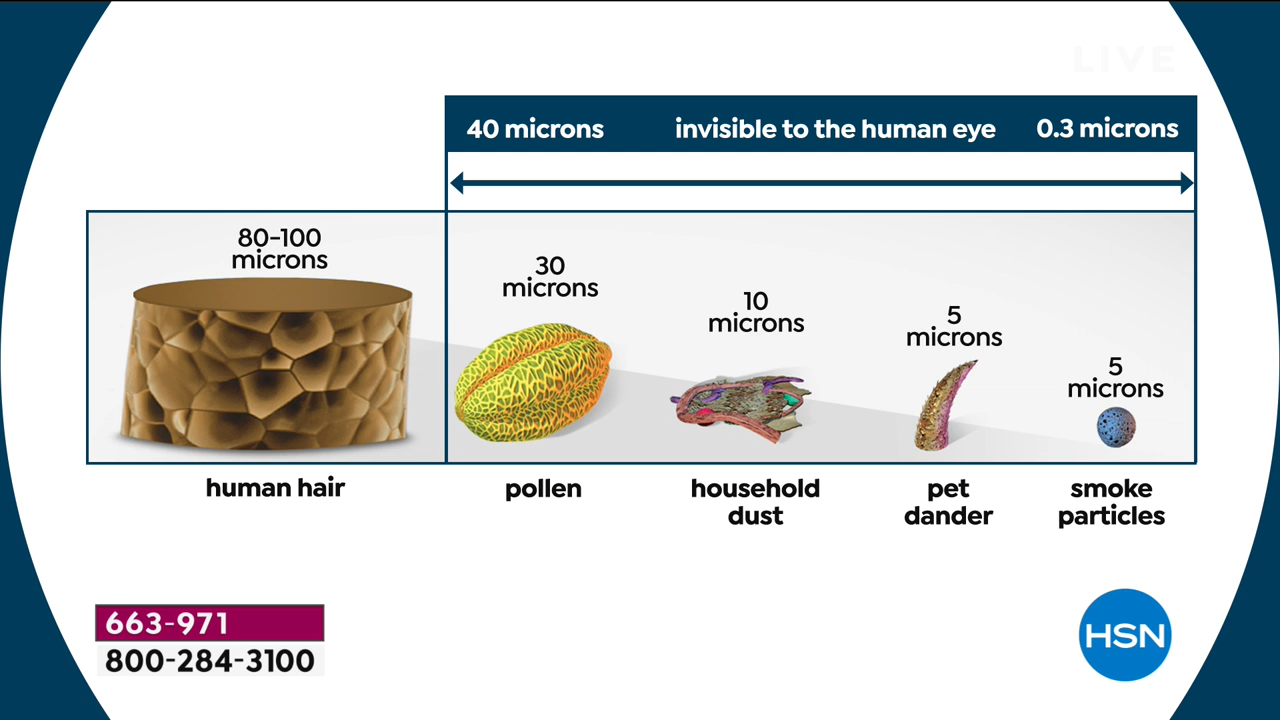 LIVE
40 microns invisible to the human eye 0.3 microns
80-100
microns
30
microns
10
microns
5
microns
5
microns
human hair
pollen
household
dust
pet
dander
smoke
particles
663-971
800-284-3100
HSN